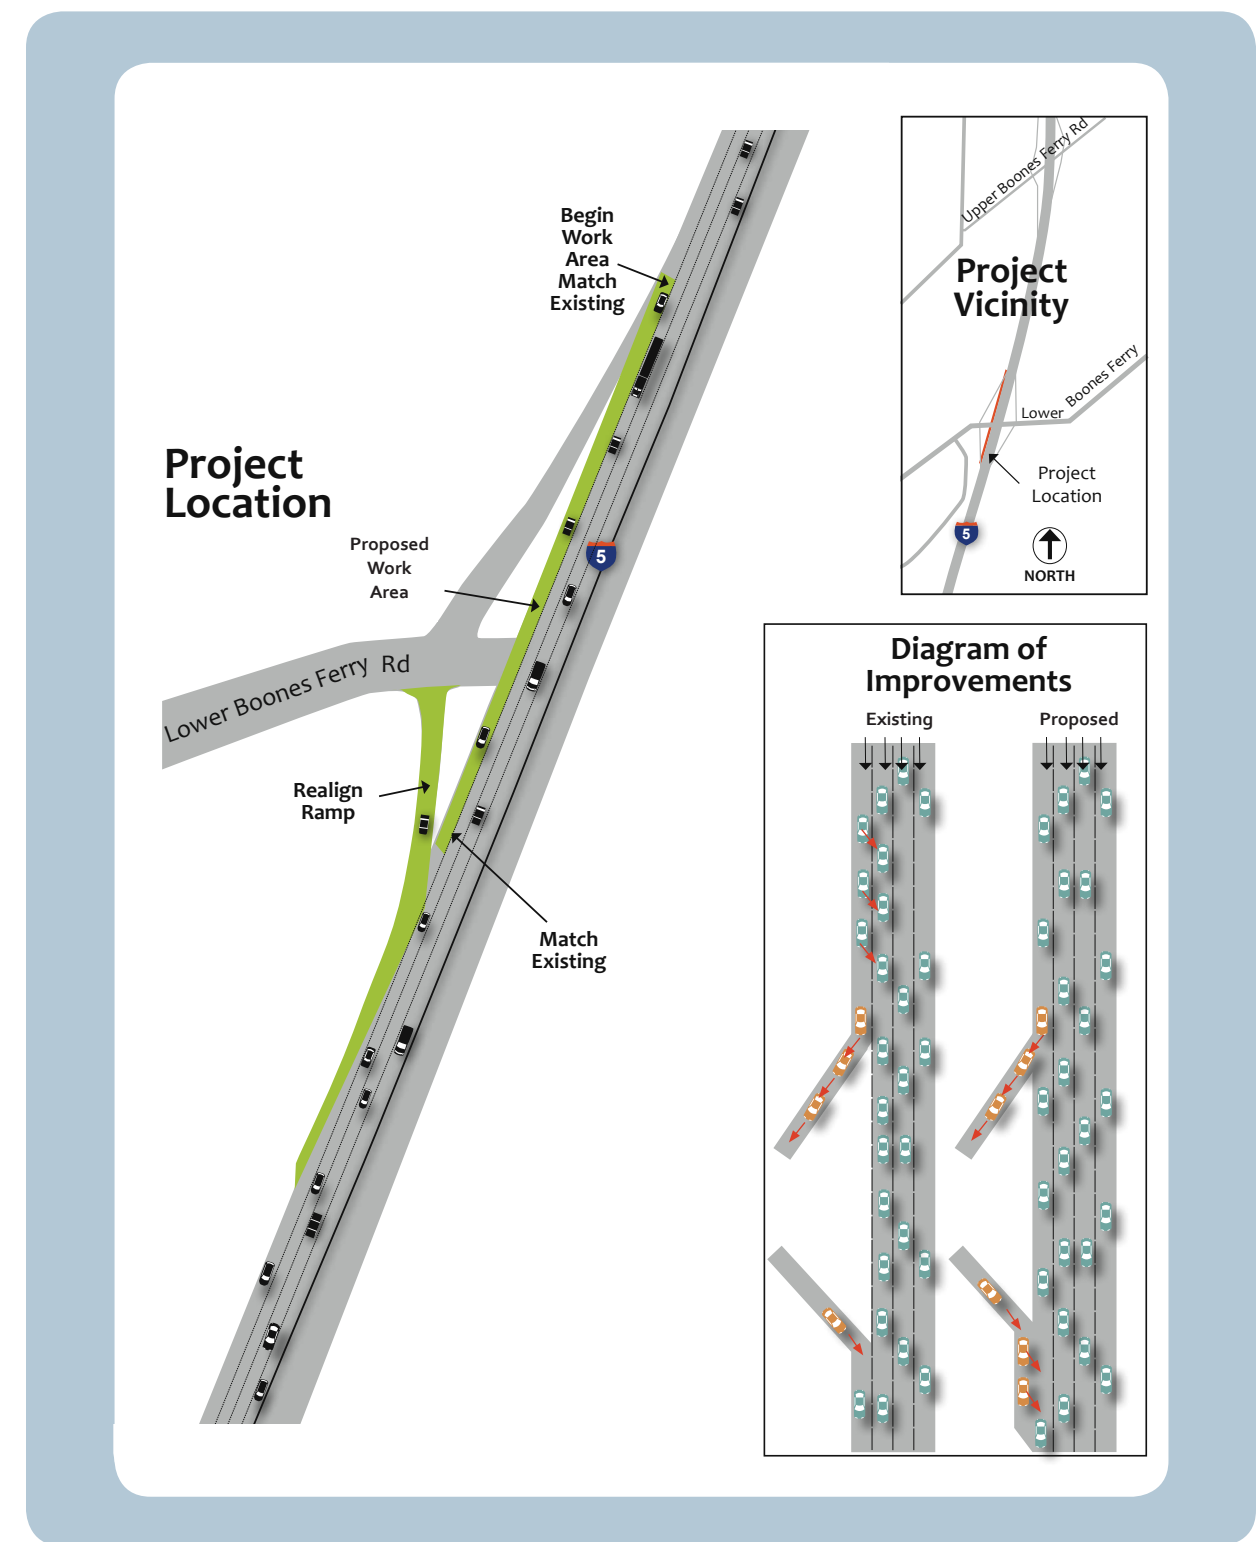 Begin
Work
Area
Match
Existing
Project
Location
Proposed
Work
Area
5
Lower Boones Ferry Rd
Realign
Ramp
Match
Existing
Upper Boones Ferry Rd
Project
Vicinity
Lower Boones Ferry
Project
Location
5
NORTH
Diagram of
Improvements
Existing
Proposed